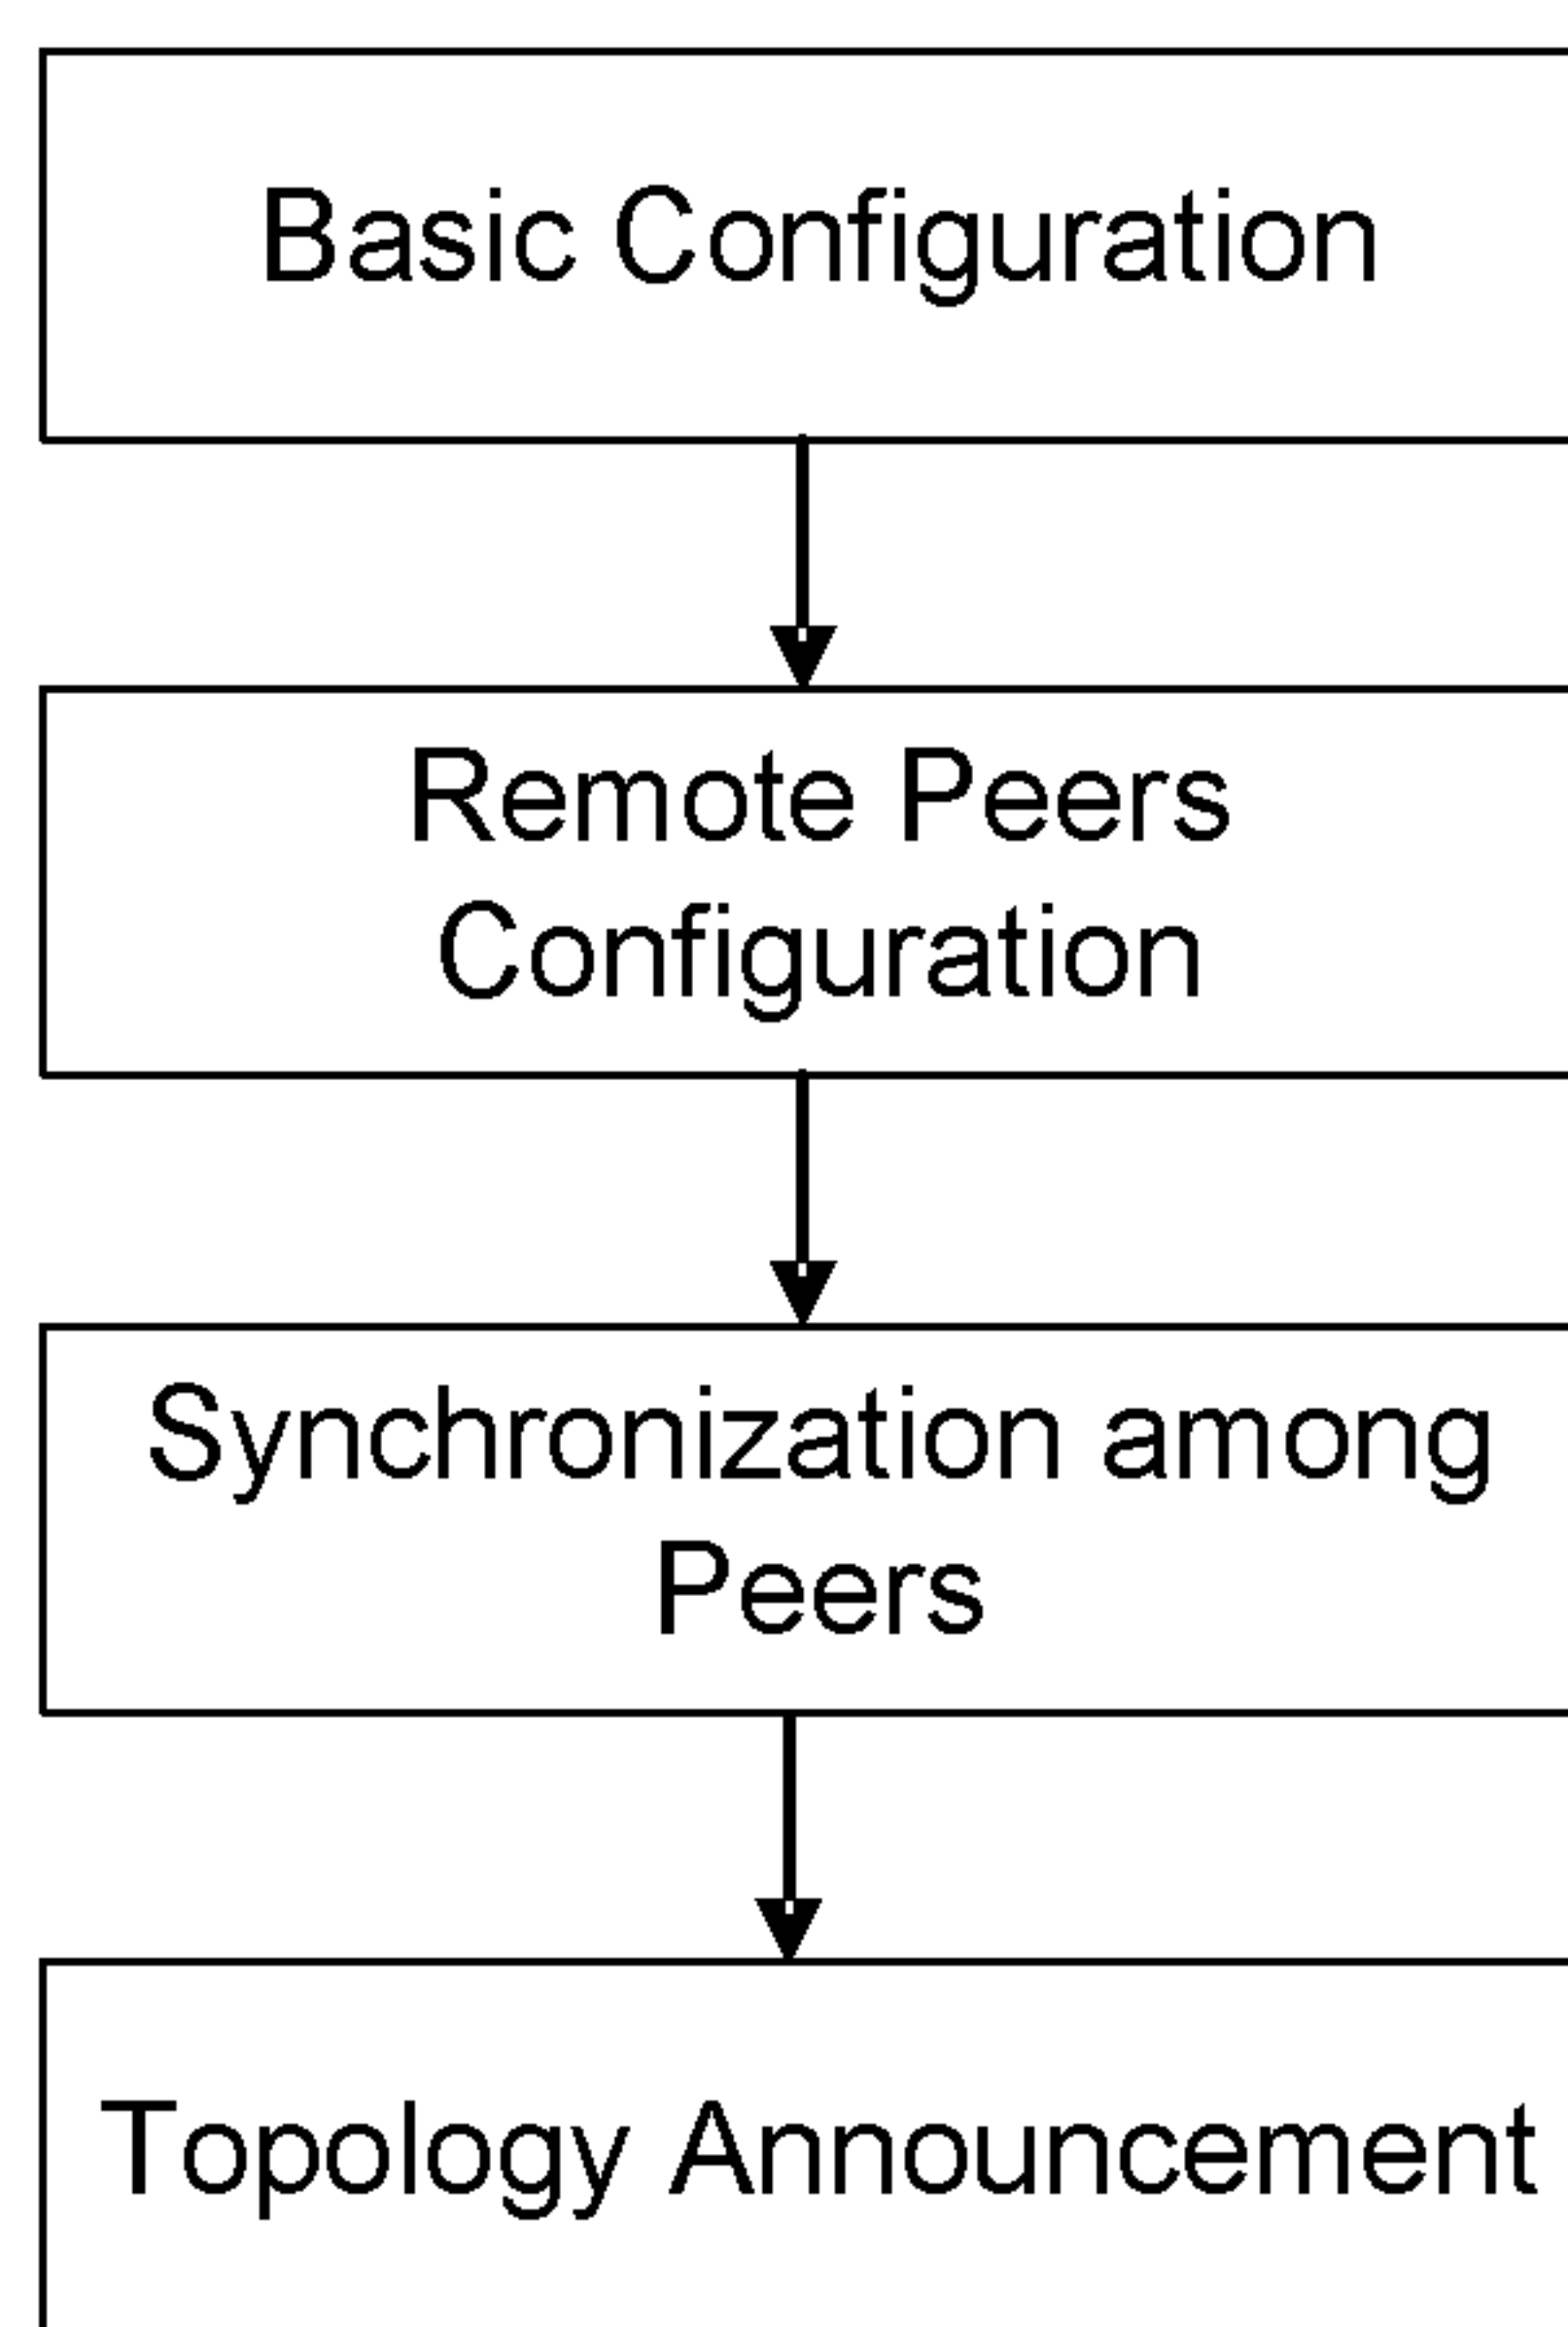 Basic Configuration
Remote Peers
Configuration
Synchronization among
Peers
Topology Announcement